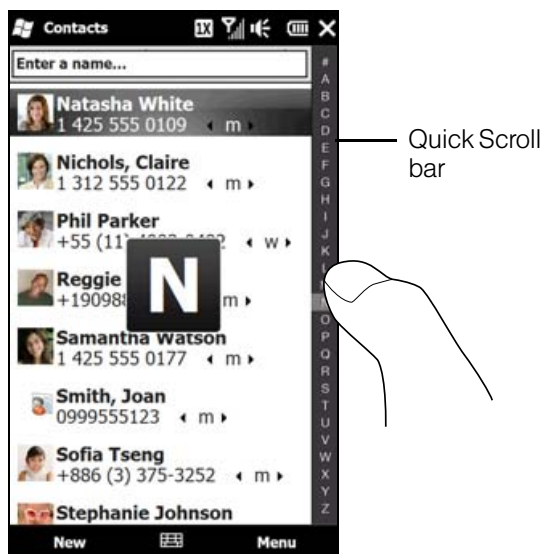 Contacts 1X
Enter a name...
Natasha White
1 425 555 0109 m
Nichols, Claire
1 312 555 0122 m
Phil Parker
+55 (11) w
Reggie
+19098 m
N
Samantha Watson
1 425 555 0177 m
Smith, Joan
0999555123 m
Sofia Tseng
+886 (3) 375-3252 m
Stephanie Johnson
New Menu
#
A
B
C
D
E
F
G
H
I
J
K
O
P
Q
R
S
T
U
V
W
X
Y
Z
Quick Scroll
bar